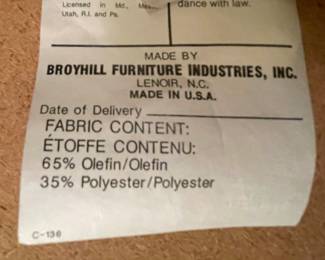 Licensed in Md., Mas
Utah, R.I. and Pa.
dance with law.
MADE BY
BROYHILL FURNITURE INDUSTRIES, INC.
LENOIR, N.C.
MADE IN U.S.A.
Date of Delivery
FABRIC CONTENT:
ÉTOFFE CONTENU:
65% Olefin/Olefin
35% Polyester/Polyester
C-136